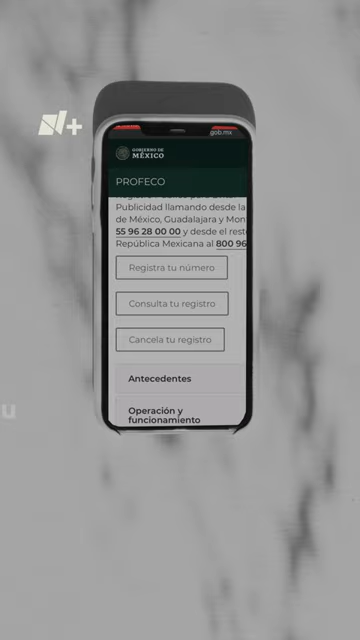 N+
gob.mx
GOBIERNO DE
MÉXICO
PROFECO
Publicidad llamando desde la
de México, Guadalajara y Mon
55 96 28 00 00 y desde el rest
República Mexicana al 800 96
Registra tu número
Consulta tu registro
Cancela tu registro
Antecedentes
Operación y
funcionamiento
u